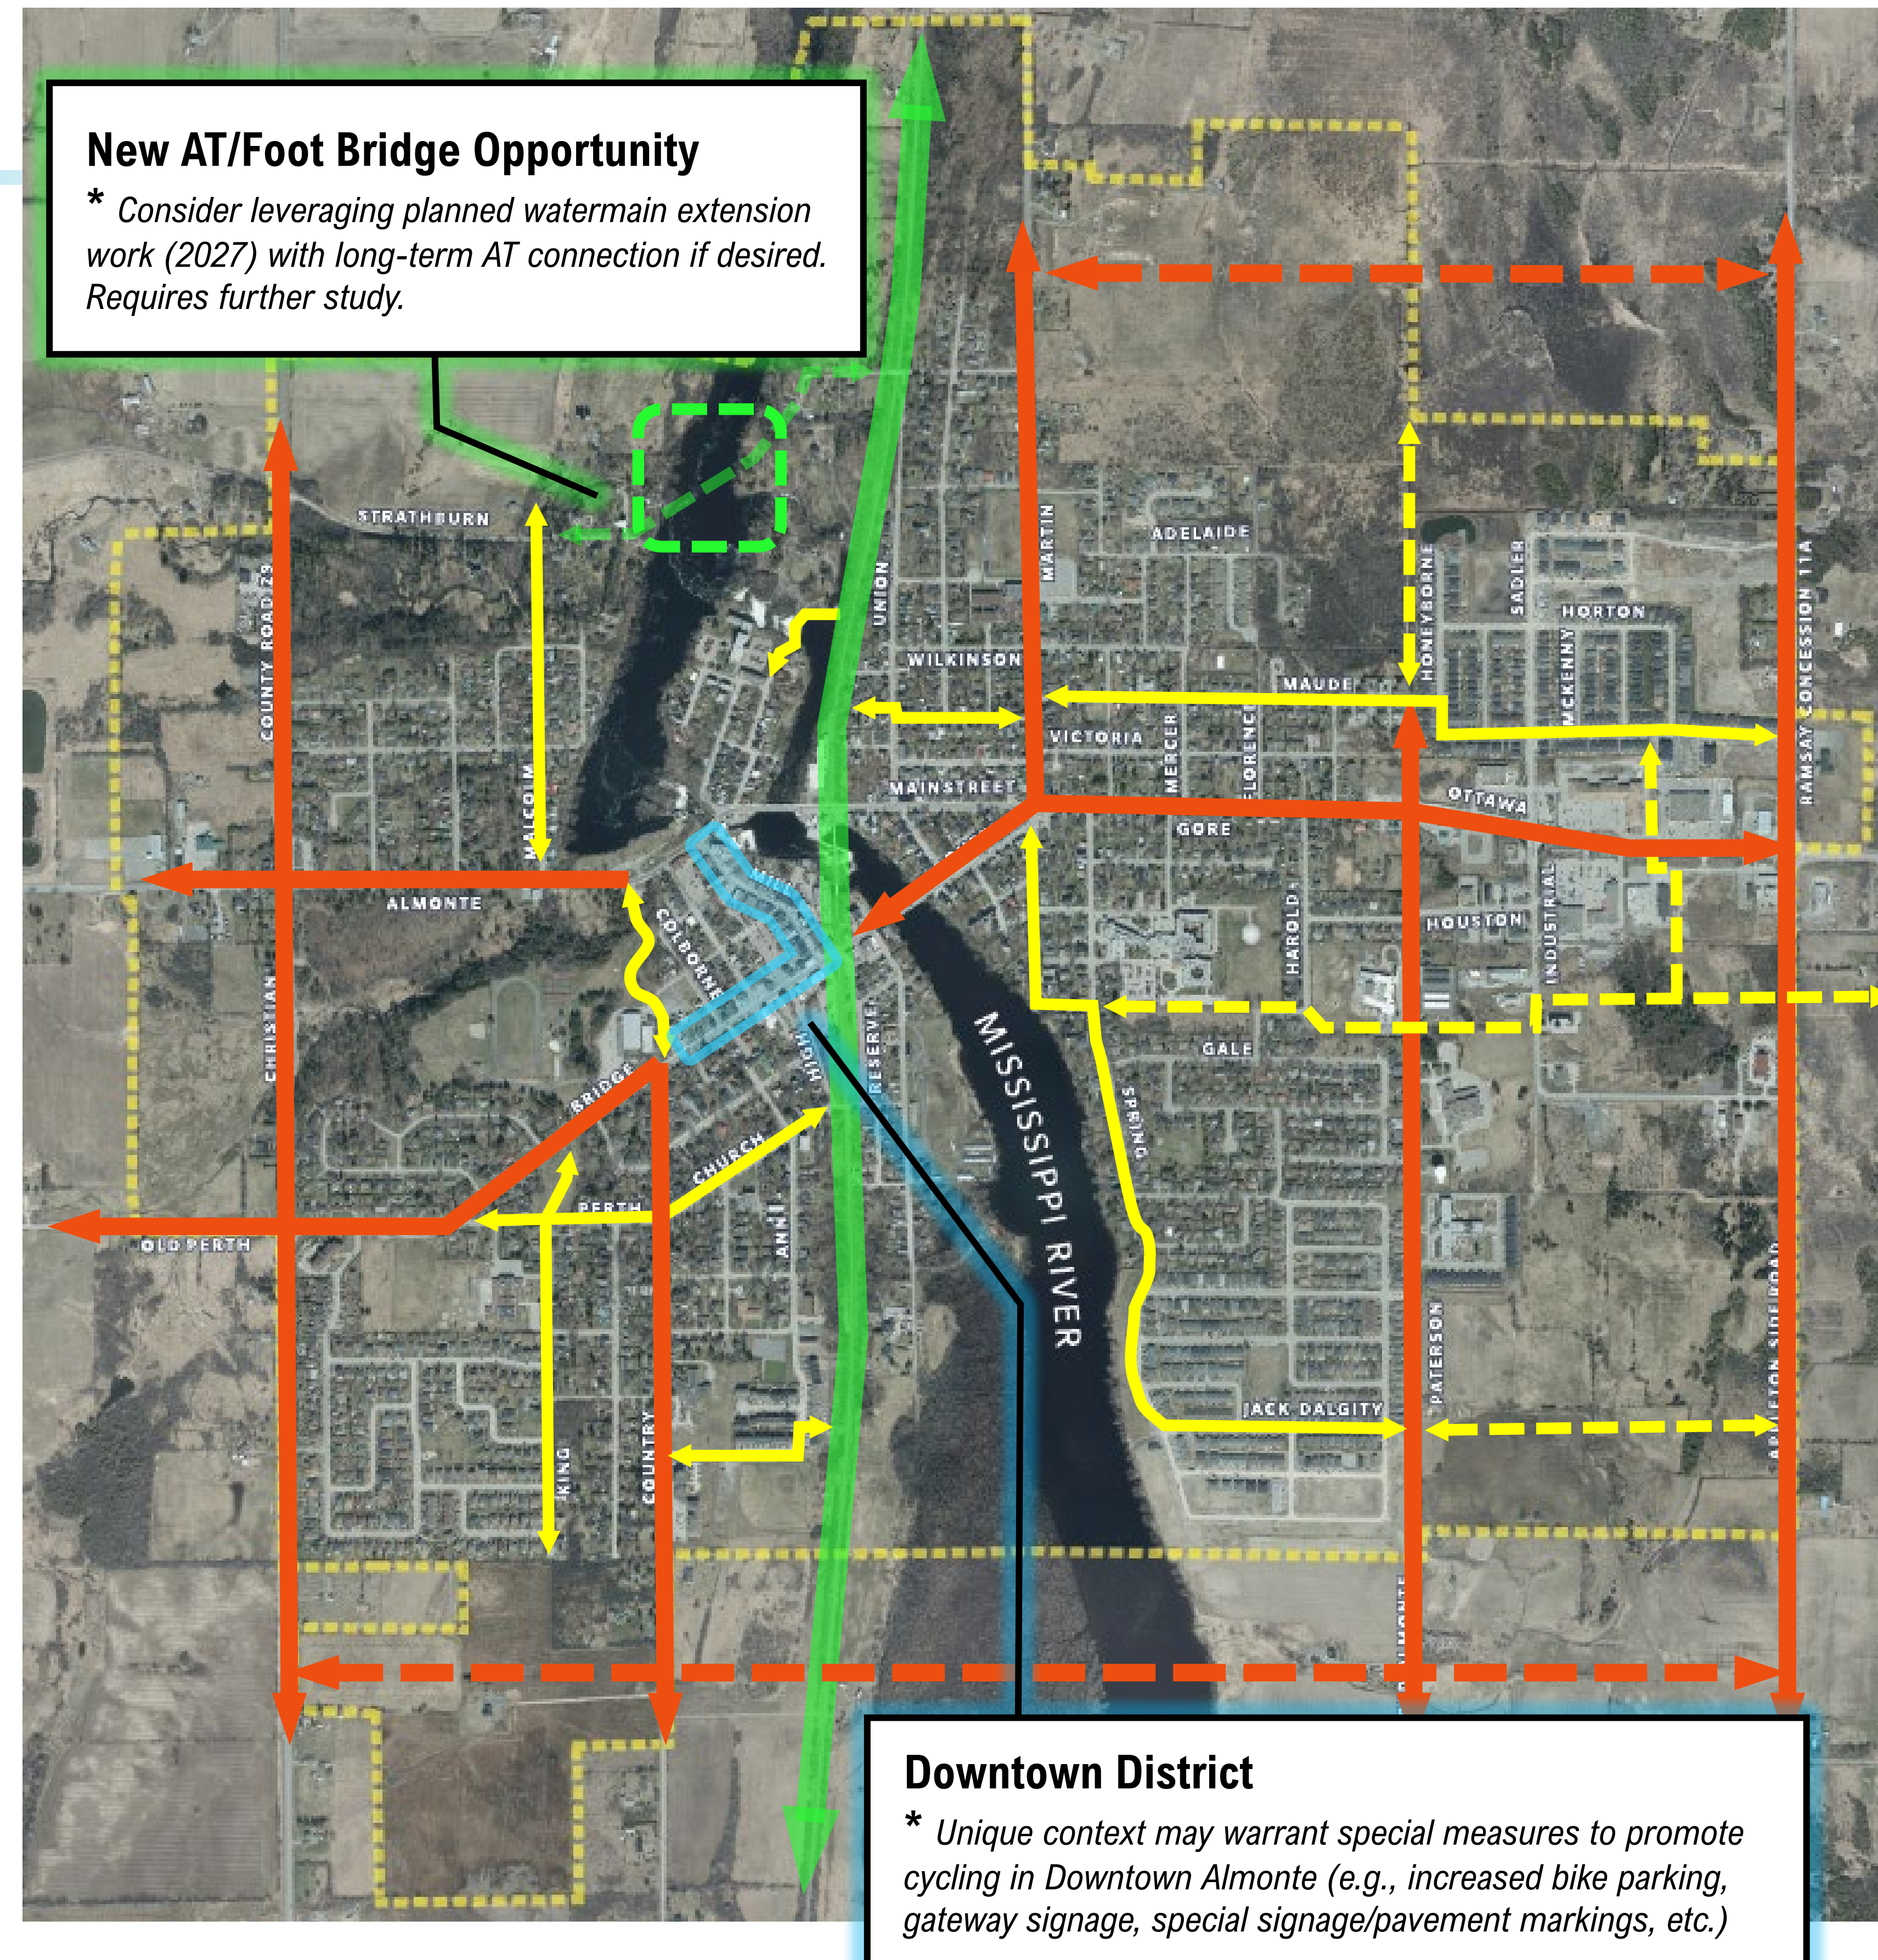 New AT/Foot Bridge Opportunity
* Consider leveraging planned watermain extension
work (2027) with long-term AT connection if desired.
Requires further study.
STRATHBURN
COUNTY ROAD 29
MALCOLM
UNION
MARTIN
ADELAIDE
HONEYBORNE
SADLER
HORTON
MCKENNY
RAMSAY CONCESSION 11A
WILKINSON
MAUDE
VICTORIA
MERCER
FLORENCE
MAINSTREET
OTTAWA
GORE
ALMONTE
COLBORNE
HAROLD
HOUSTON
INDUSTRIAL
CHRISTIAN
BRIDGE
HIGH
RESERVE
MISSISSIPPI RIVER
GALE
SPRING
CHURCH
PERTH
OLD PERTH
ANN
PATERSON
APPLETON SIDE ROAD
JACK DALGITY
KING
COUNTRY
Downtown District
* Unique context may warrant special measures to promote
cycling in Downtown Almonte (e.g., increased bike parking,
gateway signage, special signage/pavement markings, etc.)